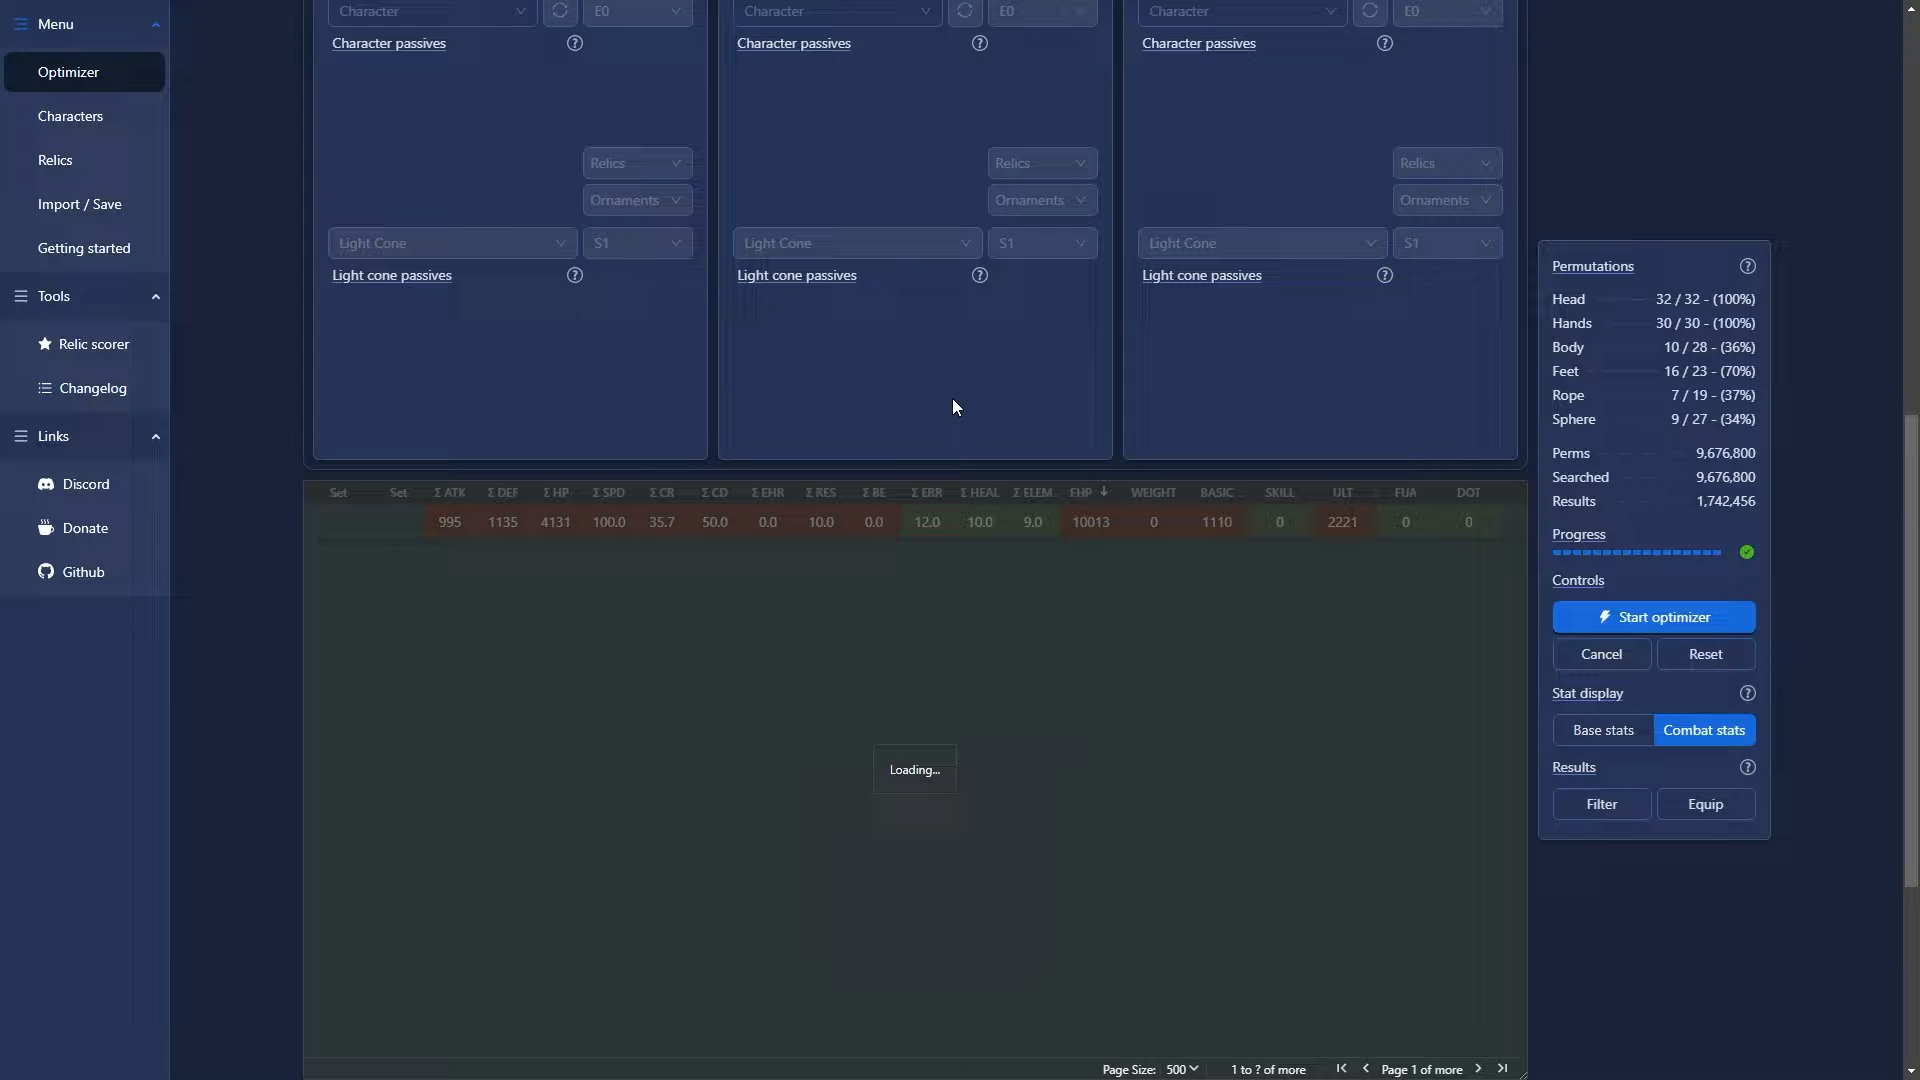 Menu
Optimizer
Characters
Relics
Import / Save
Getting started
Tools
Relic scorer
Changelog
Links
Discord
Donate
Github
Character E0 Character E0 Character E0
Character passives Character passives Character passives
Relics Relics Relics
Ornaments Ornaments Ornaments
Light Cone S1 Light Cone S1 Light Cone S1
Light cone passives Light cone passives Light cone passives
Set Set Σ ATK Σ DEF Σ HP Σ SPD Σ CR Σ CD Σ EHR Σ RES Σ BE Σ ERR Σ HEAL Σ ELEM EHP WEIGHT BASIC SKILL ULT FUA DOT
995 1135 4131 100.0 35.7 50.0 0.0 10.0 0.0 12.0 10.0 9.0 10013 0 1110 0 2221 0 0
Loading...
Page Size: 500 1 to ? of more Page 1 of more
Permutations
Head 32 / 32 - (100%)
Hands 30 / 30 - (100%)
Body 10 / 28 - (36%)
Feet 16 / 23 - (70%)
Rope 7 / 19 - (37%)
Sphere 9 / 27 - (34%)
Perms 9,676,800
Searched 9,676,800
Results 1,742,456
Progress
Controls
Start optimizer
Cancel Reset
Stat display
Base stats Combat stats
Results
Filter Equip